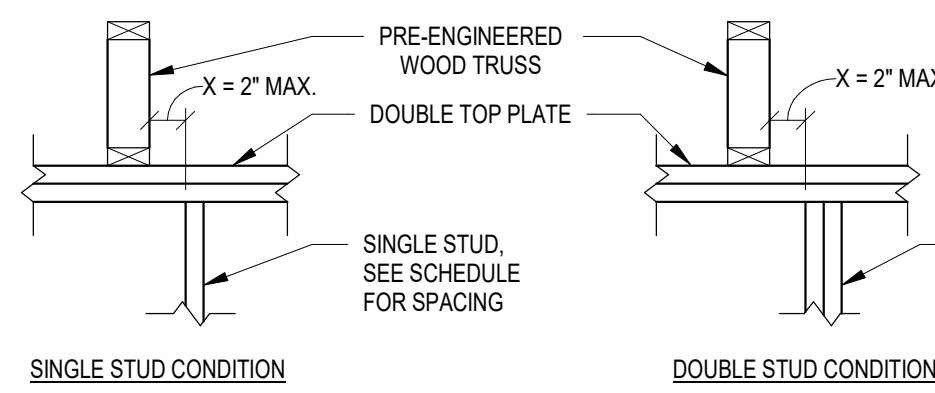 PRE-ENGINEERED
WOOD TRUSS
X = 2" MAX.
X = 2" MAX
DOUBLE TOP PLATE
SINGLE STUD,
SEE SCHEDULE
FOR SPACING
SINGLE STUD CONDITION
DOUBLE STUD CONDITION